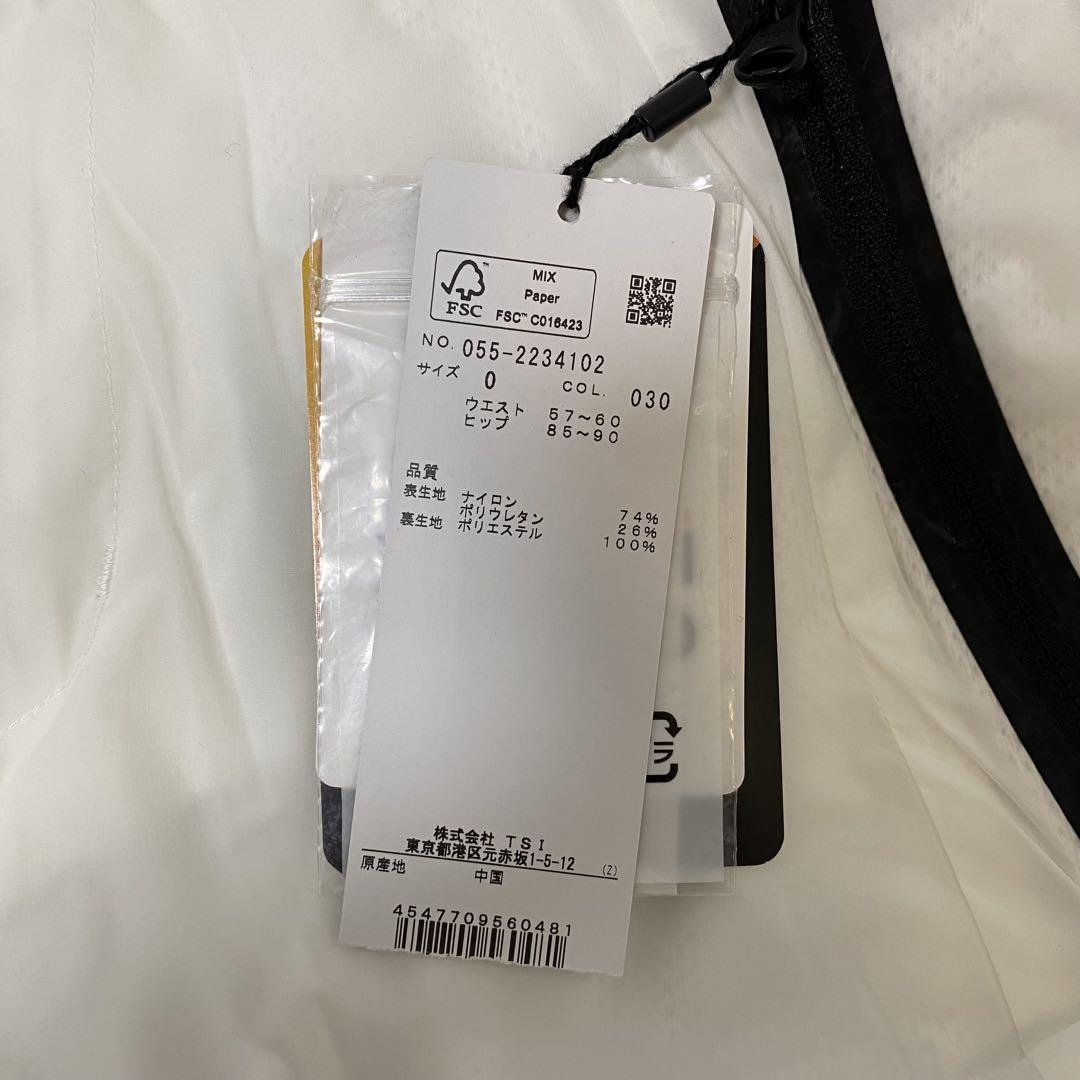 FSC™
MIX
Paper
FSC™ C016423
NO. 055-2234102
サイズ 0 COL. 030
ウエスト 57～60
ヒップ 85～90
品質
表生地 ナイロン 74%
ポリウレタン 26%
裏生地 ポリエステル 100%
株式会社 TSI
東京都港区元赤坂1-5-12 (Z)
原産地 中国
4547709560481
ラ